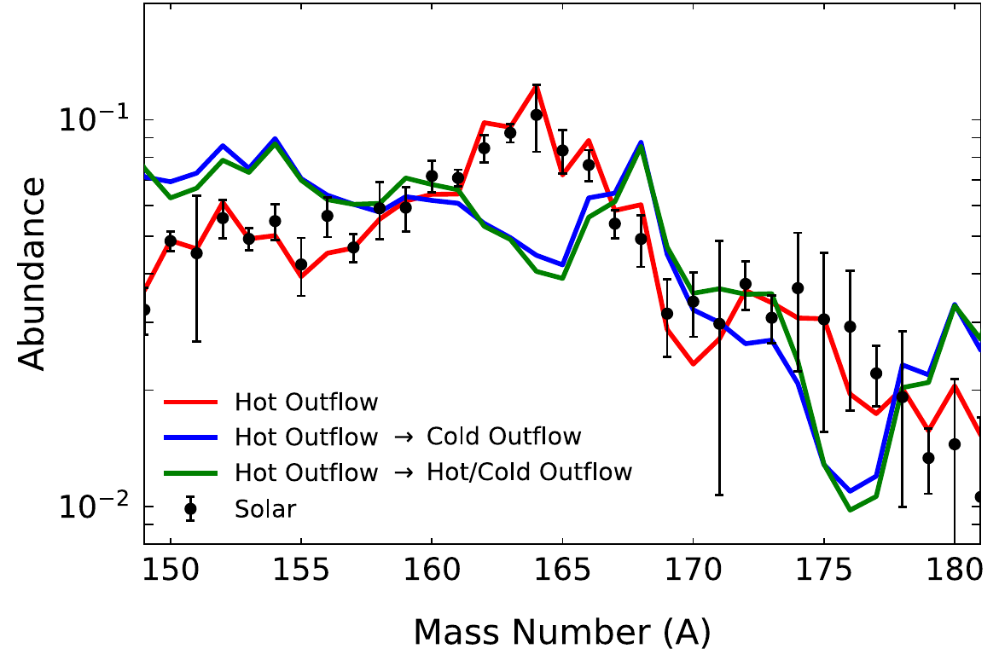 10⁻¹
10⁻²
Abundance
Hot Outflow
Hot Outflow → Cold Outflow
Hot Outflow → Hot/Cold Outflow
Solar
150 155 160 165 170 175 180
Mass Number (A)